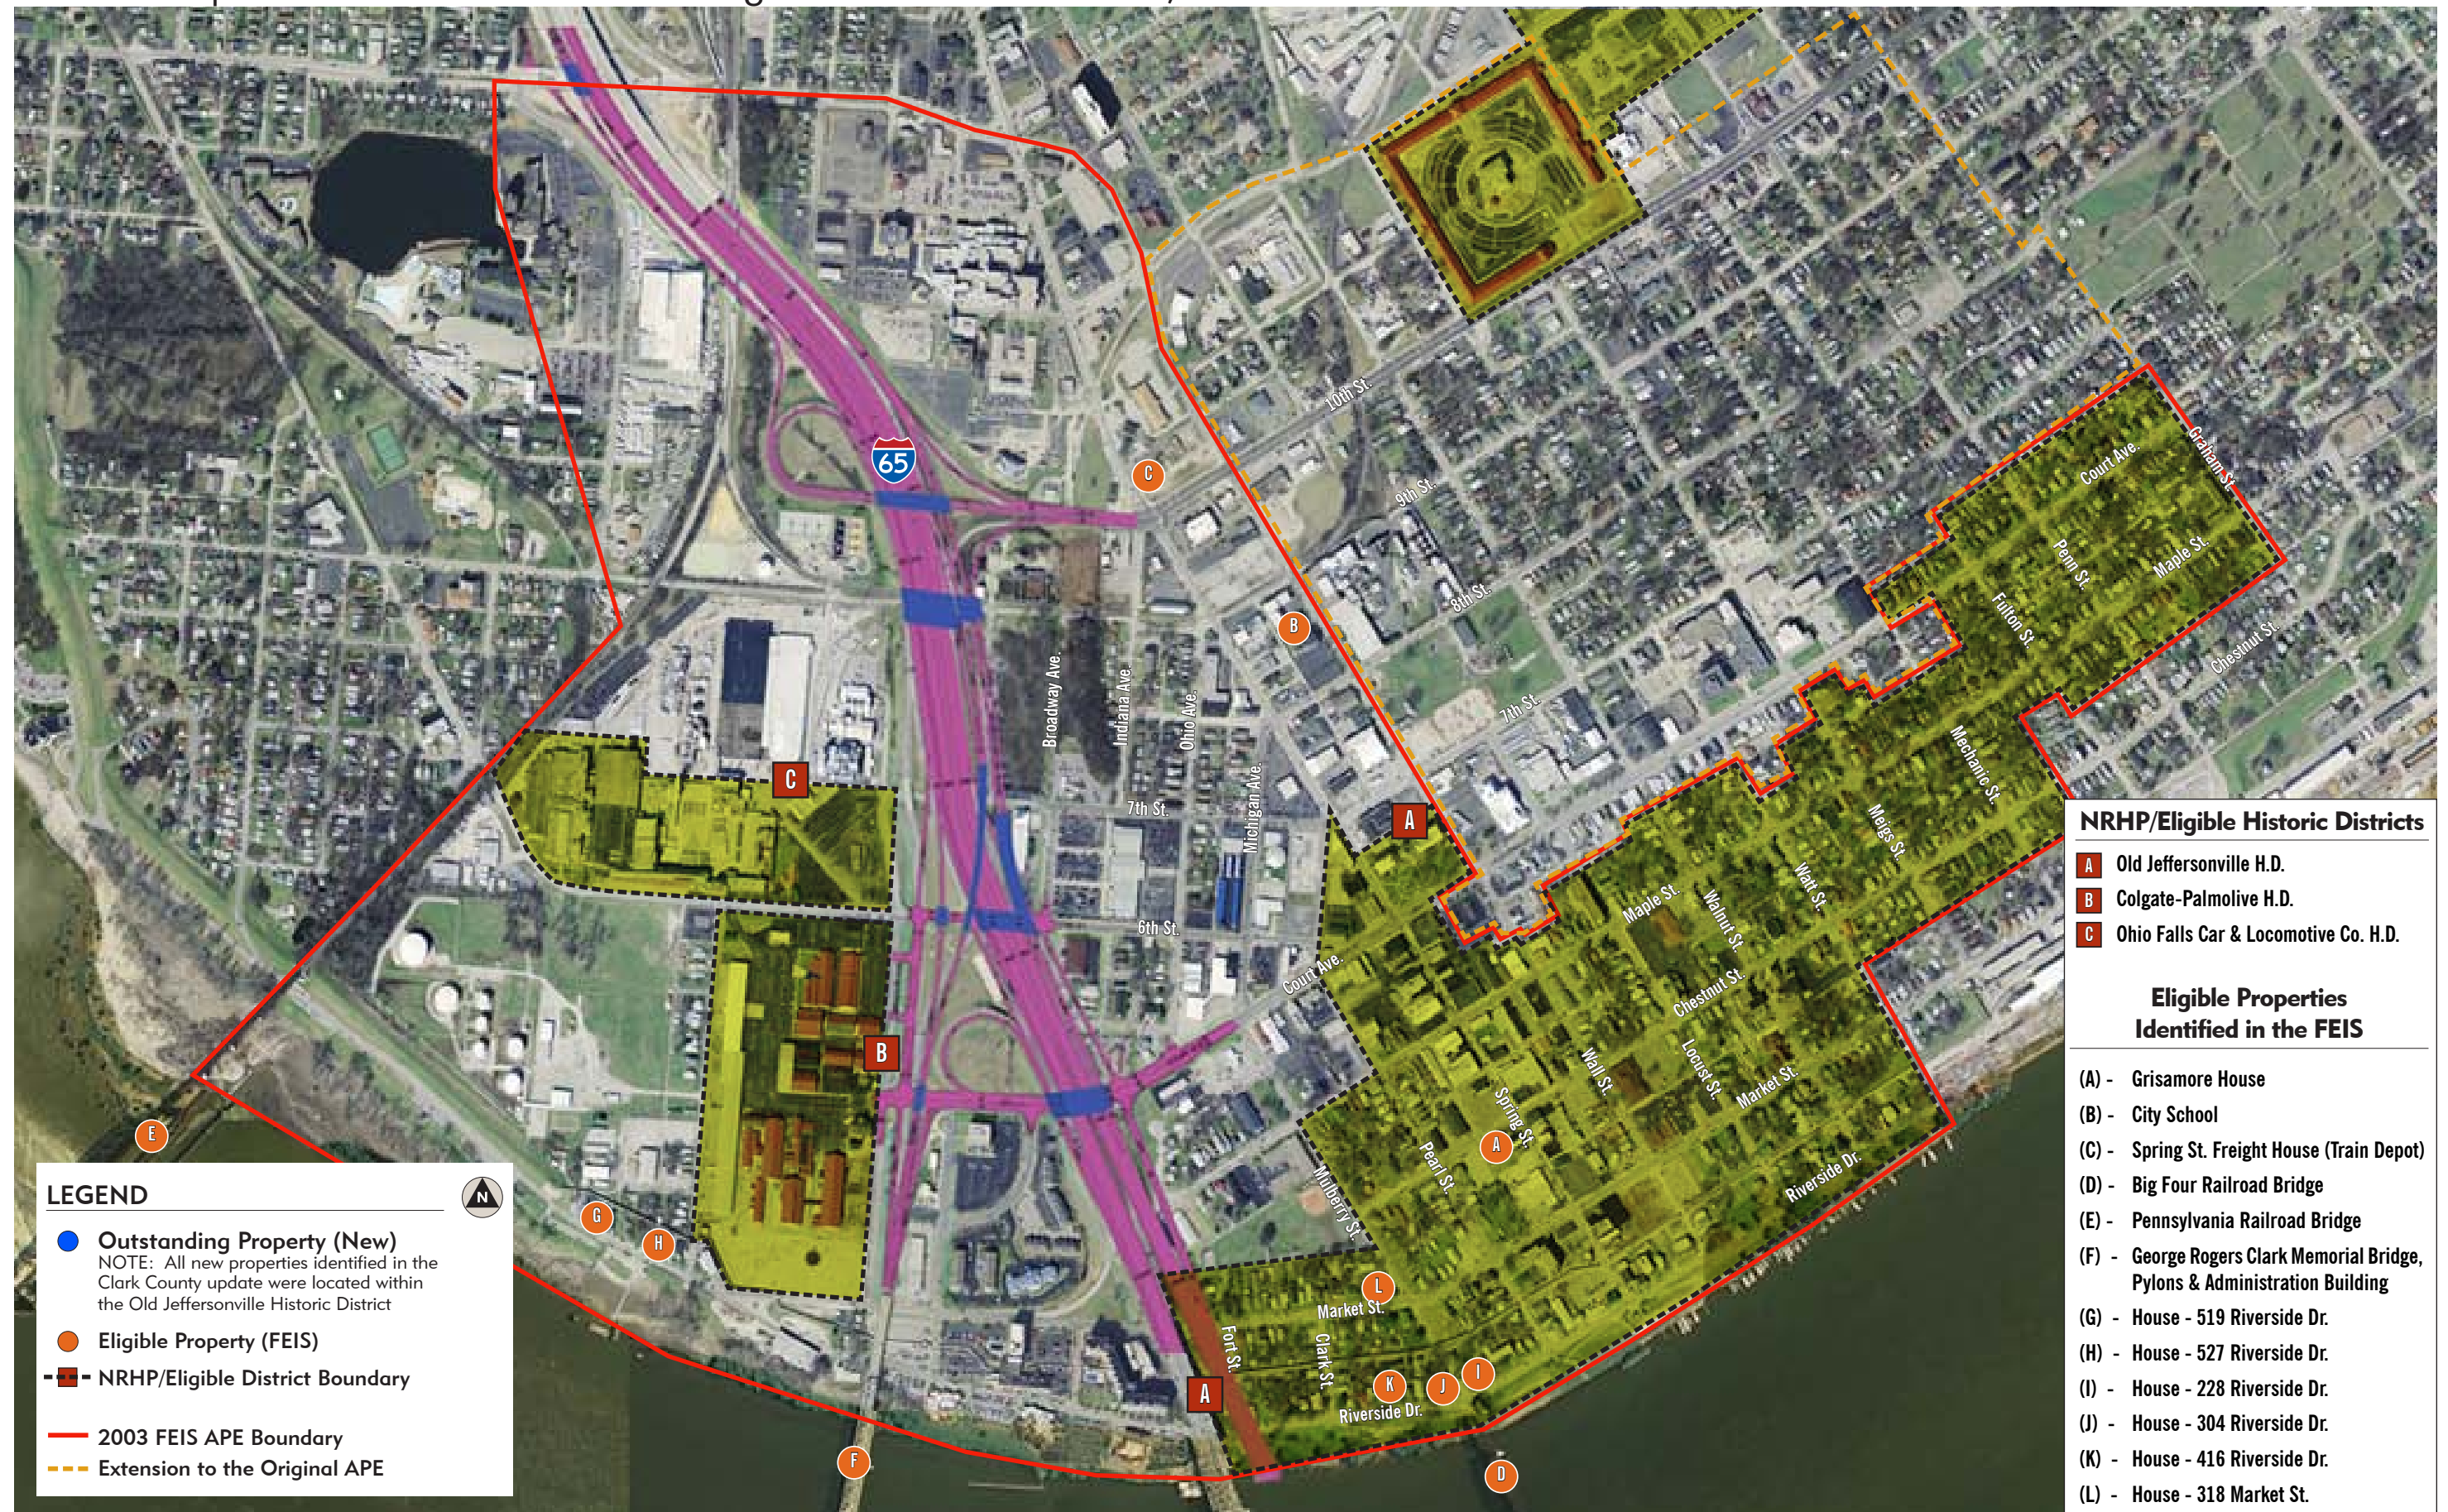 65
C
10th St.
9th St.
B
8th St.
7th St.
Broadway Ave.
Indiana Ave.
Ohio Ave.
Michigan Ave.
7th St.
6th St.
Court Ave.
Graham St.
Court Ave.
Penn St.
Maple St.
Fulton St.
Chestnut St.
Mechanic St.
Meigs St.
Watt St.
Walnut St.
Maple St.
Chestnut St.
Locust St.
Market St.
Wall St.
Spring St.
Pearl St.
Mulberry St.
Riverside Dr.
Market St.
Fort St.
Clark St.
Riverside Dr.
C
A
B
A
A
E
G
H
L
K
J
I
F
D
LEGEND
N
Outstanding Property (New)
NOTE: All new properties identified in the
Clark County update were located within
the Old Jeffersonville Historic District
Eligible Property (FEIS)
NRHP/Eligible District Boundary
2003 FEIS APE Boundary
Extension to the Original APE
NRHP/Eligible Historic Districts
A Old Jeffersonville H.D.
B Colgate-Palmolive H.D.
C Ohio Falls Car & Locomotive Co. H.D.
Eligible Properties
Identified in the FEIS
(A) - Grisamore House
(B) - City School
(C) - Spring St. Freight House (Train Depot)
(D) - Big Four Railroad Bridge
(E) - Pennsylvania Railroad Bridge
(F) - George Rogers Clark Memorial Bridge,
Pylons & Administration Building
(G) - House - 519 Riverside Dr.
(H) - House - 527 Riverside Dr.
(I) - House - 228 Riverside Dr.
(J) - House - 304 Riverside Dr.
(K) - House - 416 Riverside Dr.
(L) - House - 318 Market St.